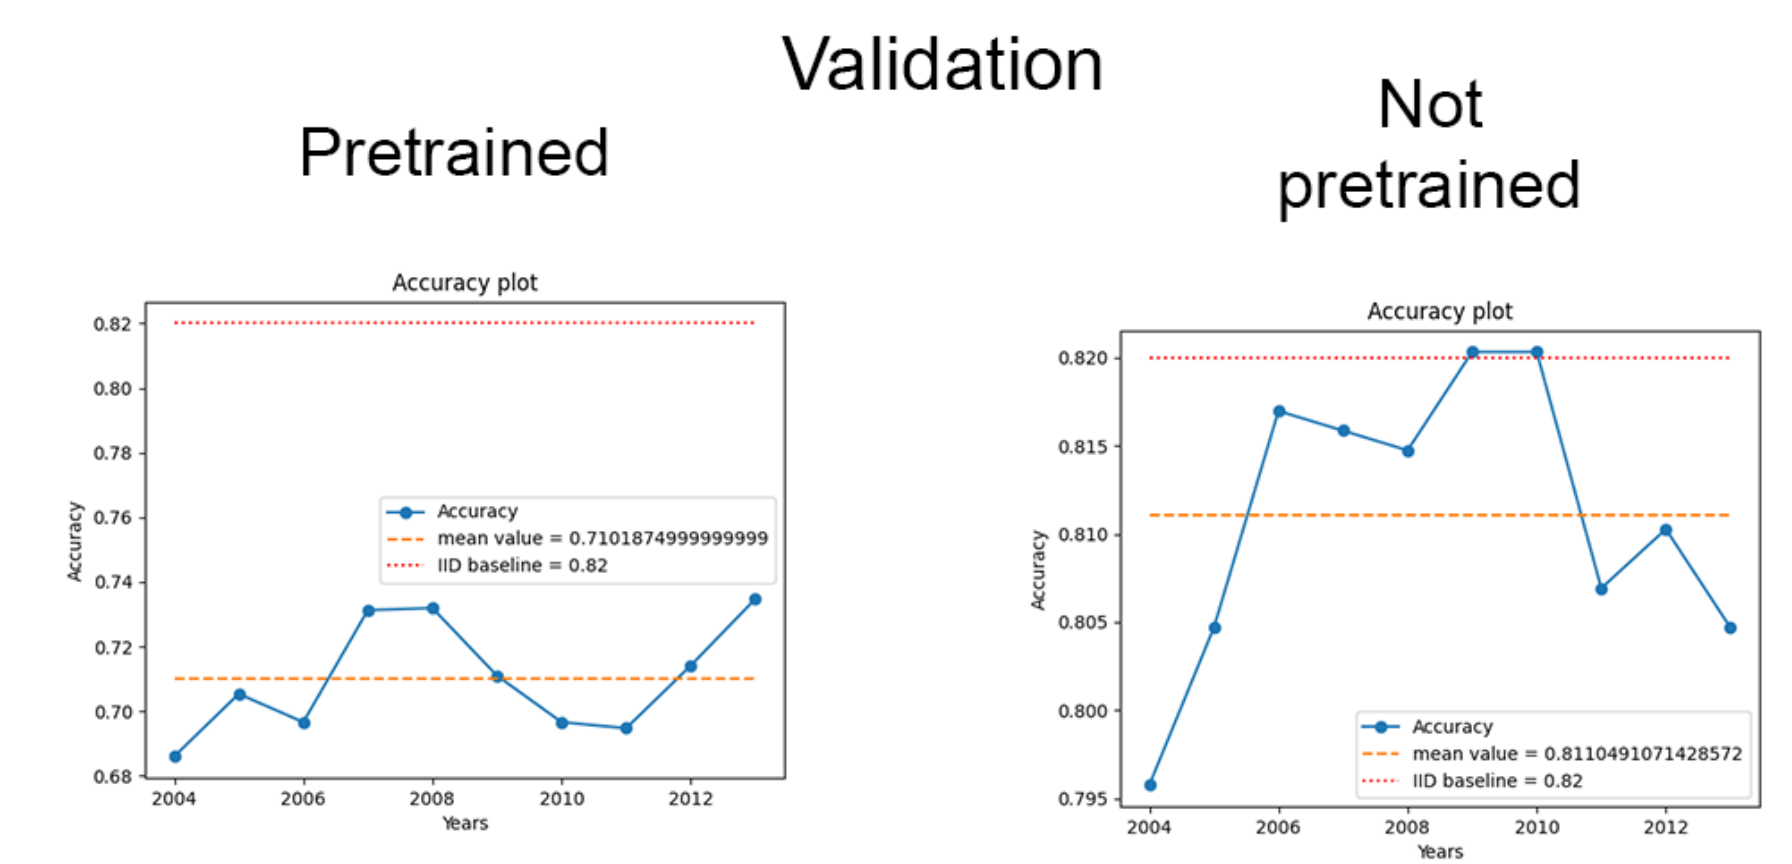 Validation
Pretrained
Not
pretrained
Accuracy plot
0.82
0.80
0.78
0.76
0.74
0.72
0.70
0.68
Accuracy
Accuracy
mean value = 0.7101874999999999
IID baseline = 0.82
2004 2006 2008 2010 2012
Years
Accuracy plot
0.820
0.815
0.810
0.805
0.800
0.795
Accuracy
Accuracy
mean value = 0.8110491071428572
IID baseline = 0.82
2004 2006 2008 2010 2012
Years